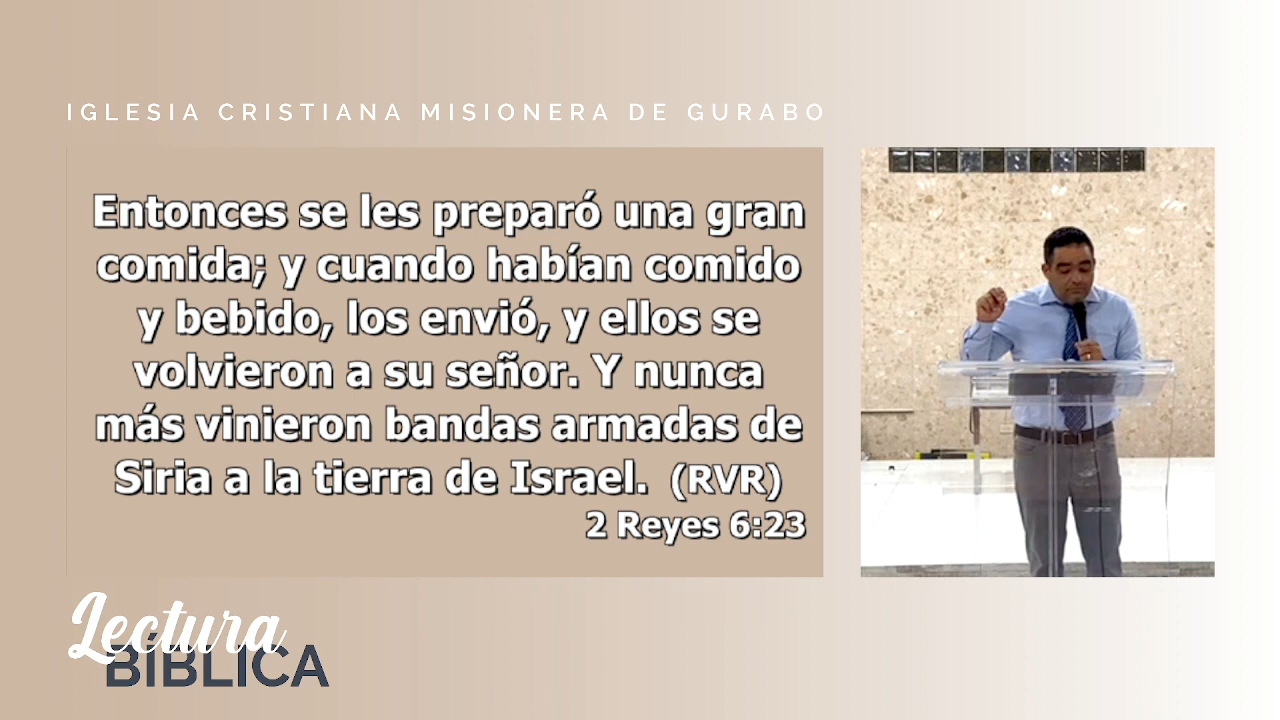 IGLESIA CRISTIANA MISIONERA DE GURABO
Entonces se les preparó una gran
comida; y cuando habían comido
y bebido, los envió, y ellos se
volvieron a su señor. Y nunca
más vinieron bandas armadas de
Siria a la tierra de Israel. (RVR)
2 Reyes 6:23
Lectura
BÍBLICA